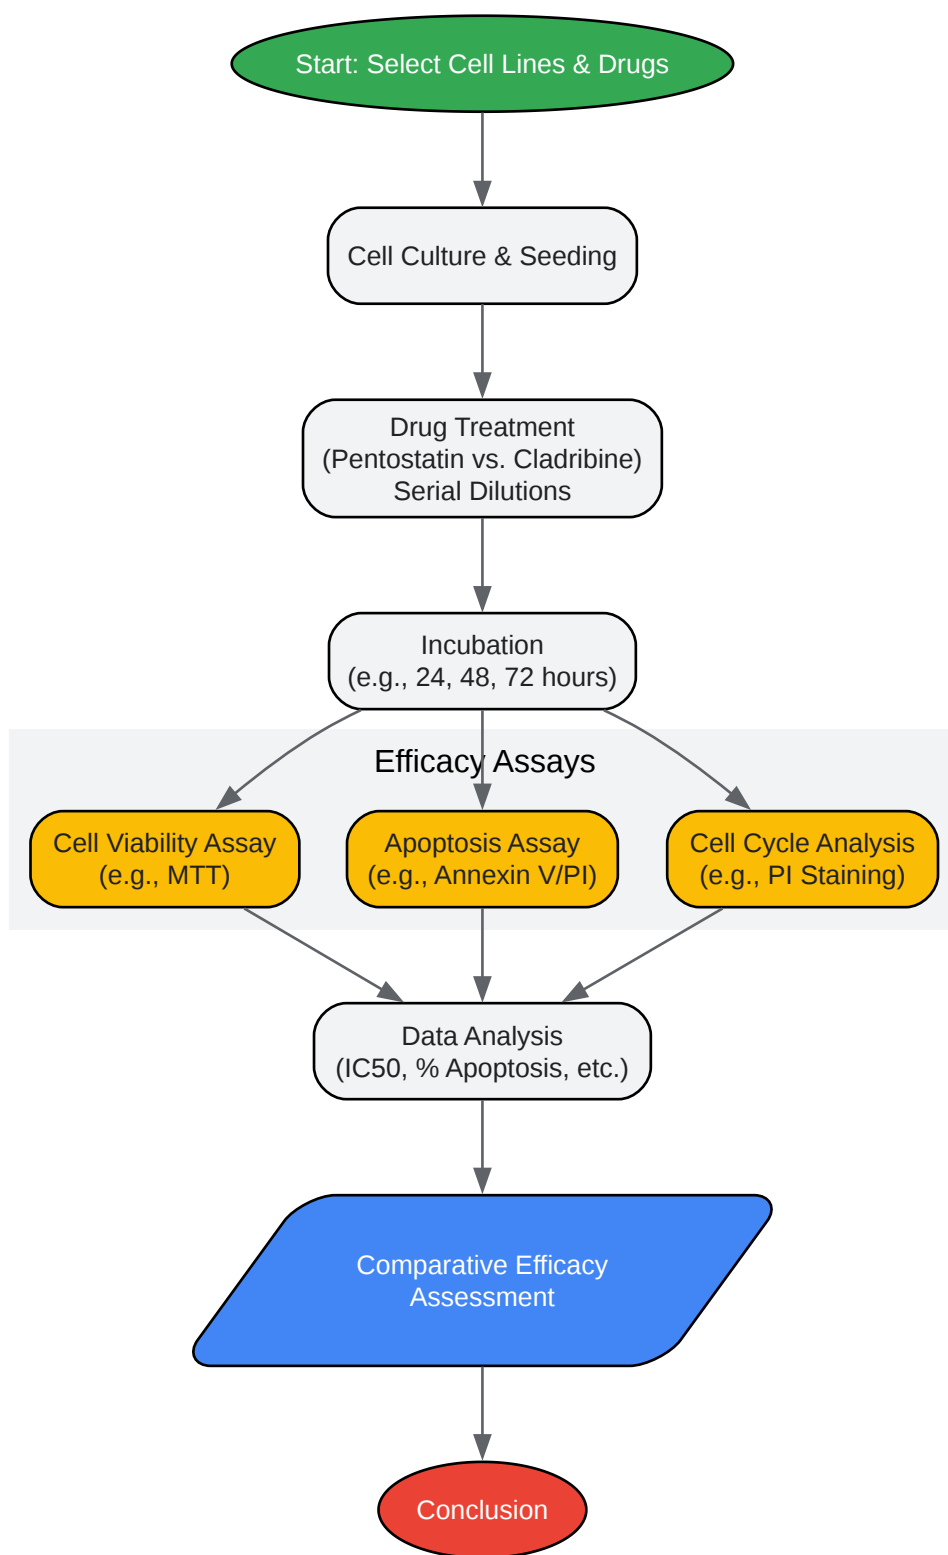 Start: Select Cell Lines & Drugs
Cell Culture & Seeding
Drug Treatment
(Pentostatin vs. Cladribine)
Serial Dilutions
Incubation
(e.g., 24, 48, 72 hours)
Efficacy Assays
Cell Viability Assay
(e.g., MTT)
Apoptosis Assay
(e.g., Annexin V/PI)
Cell Cycle Analysis
(e.g., PI Staining)
Data Analysis
(IC50, % Apoptosis, etc.)
Comparative Efficacy
Assessment
Conclusion